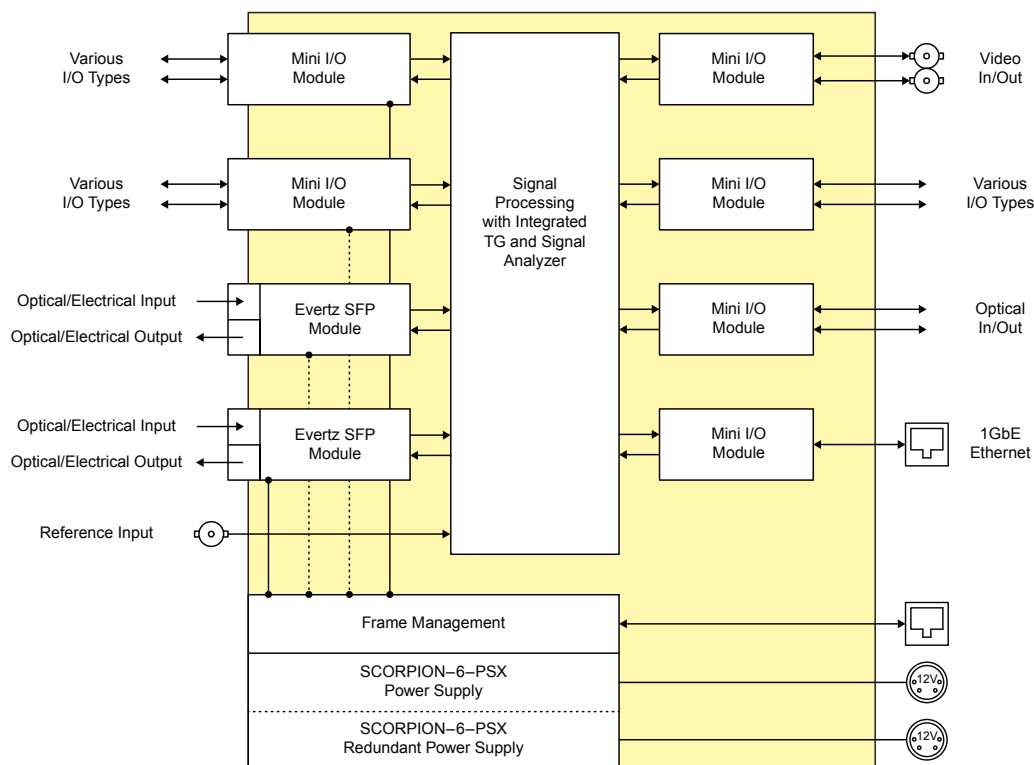 Various
I/O Types
Mini I/O
Module
Mini I/O
Module
Video
In/Out
Various
I/O Types
Mini I/O
Module
Signal
Processing
with Integrated
TG and Signal
Analyzer
Mini I/O
Module
Various
I/O Types
Optical/Electrical Input
Optical/Electrical Output
Evertz SFP
Module
Mini I/O
Module
Optical
In/Out
Optical/Electrical Input
Optical/Electrical Output
Evertz SFP
Module
Mini I/O
Module
1GbE
Ethernet
Reference Input
Frame Management
SCORPION–6–PSX
Power Supply
12V
SCORPION–6–PSX
Redundant Power Supply
12V